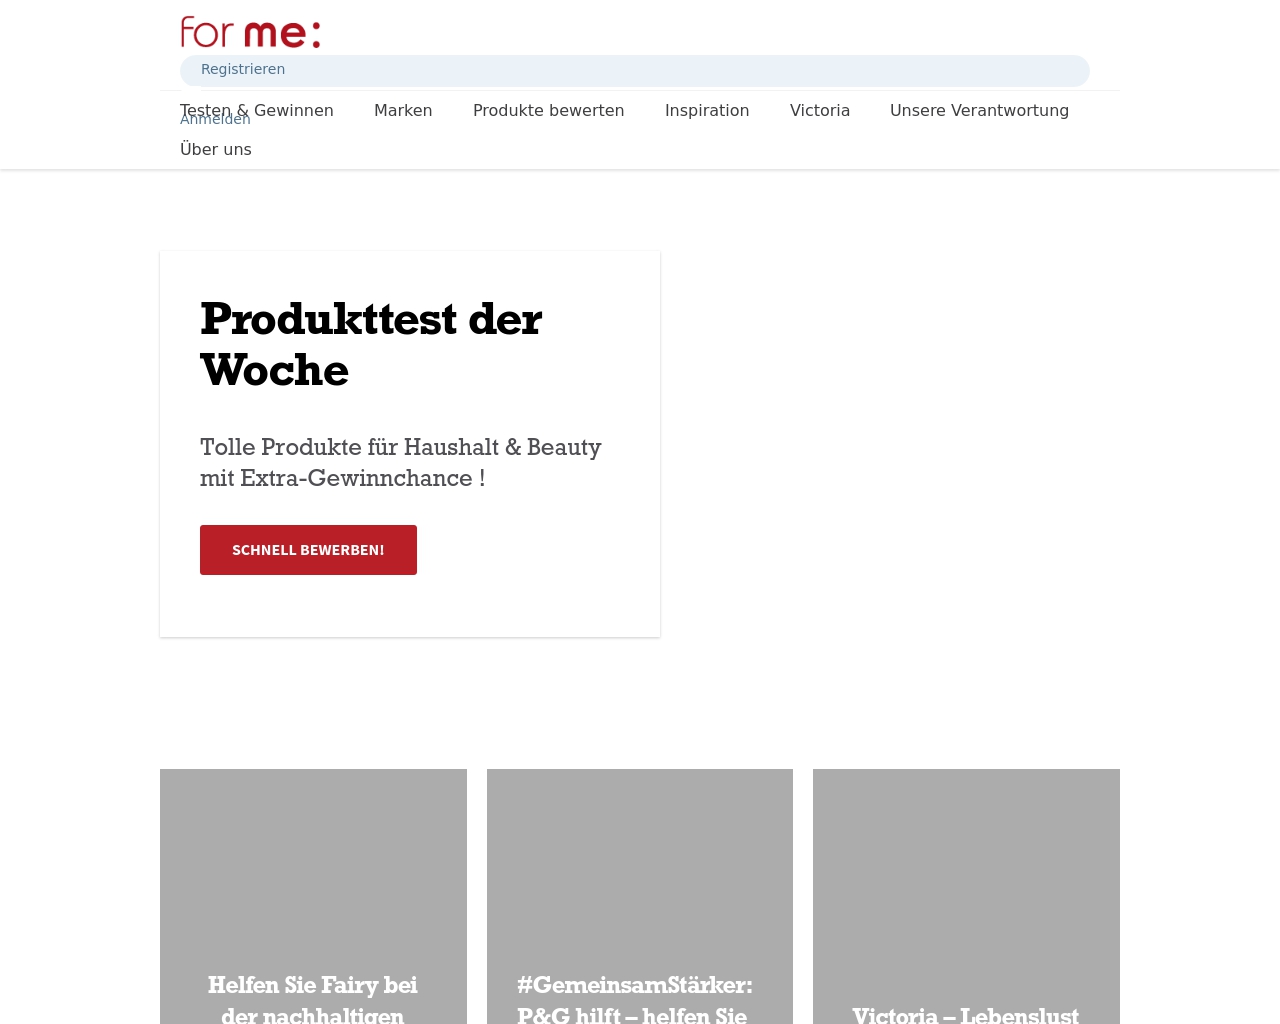 for me:
Registrieren
Testen & Gewinnen Marken Produkte bewerten Inspiration Victoria Unsere Verantwortung
Anmelden
Über uns
Produkttest der
Woche
Tolle Produkte für Haushalt & Beauty
mit Extra-Gewinnchance !
SCHNELL BEWERBEN!
Helfen Sie Fairy bei
der nachhaltigen
#GemeinsamStärker:
P&G hilft – helfen Sie
Victoria – Lebenslust